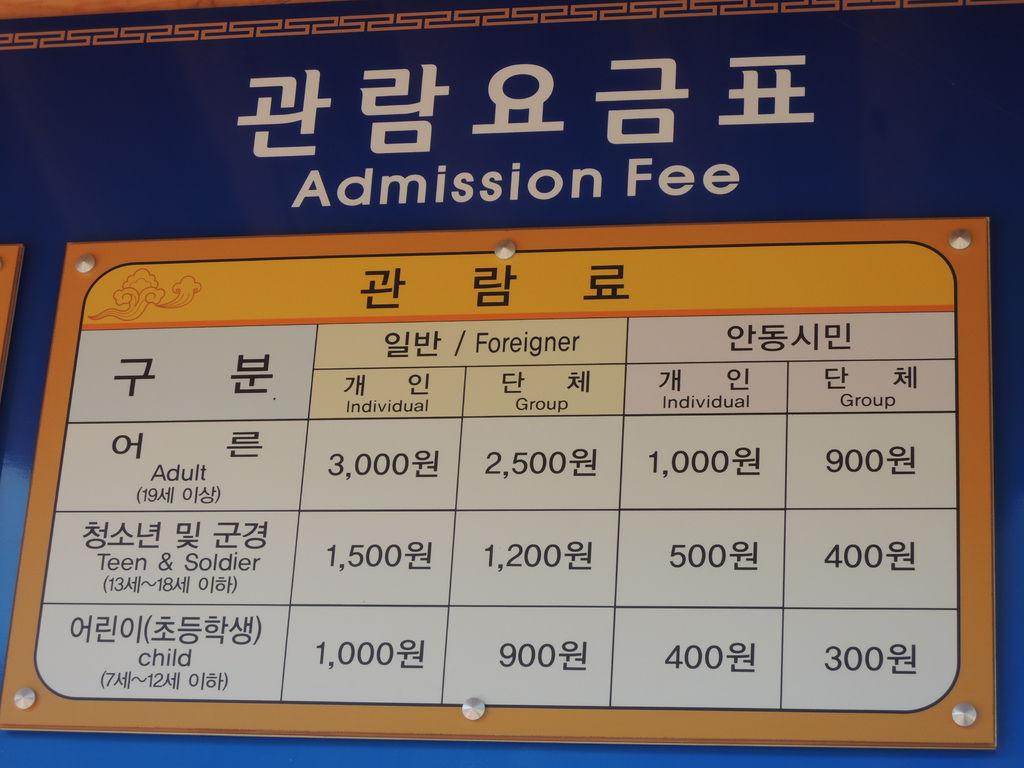 관람요금표
Admission Fee
관 람 료
구 분
일반 / Foreigner
안동시민
개 인
Individual
단 체
Group
개 인
Individual
단 체
Group
어 른
Adult
(19세 이상)
3,000원 2,500원 1,000원 900원
청소년 및 군경
Teen & Soldier
(13세~18세 이하)
1,500원 1,200원 500원 400원
어린이(초등학생)
child
(7세~12세 이하)
1,000원 900원 400원 300원